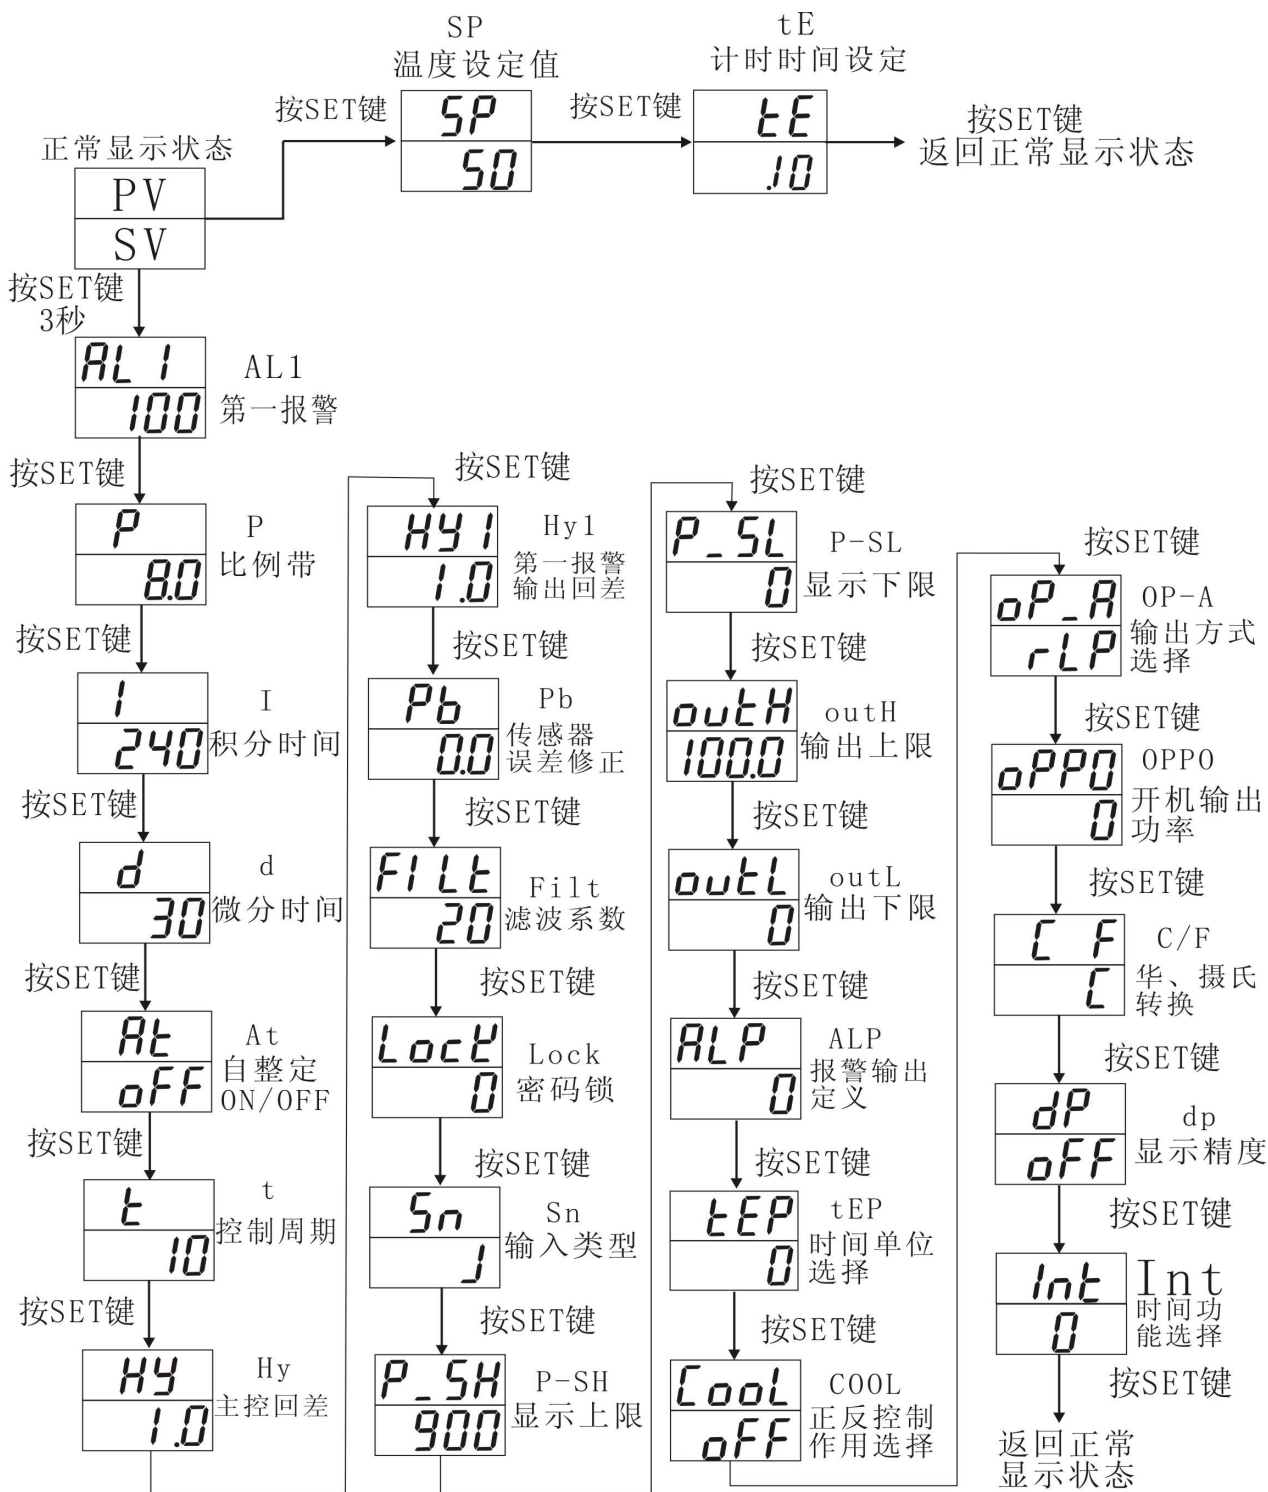 SP
温度设定值
tE
计时时间设定
正常显示状态
PV
SV
按SET键
SP
50
按SET键
tE
.10
按SET键
返回正常显示状态
按SET键
3秒
AL1
100
AL1
第一报警
按SET键
P
8.0
P
比例带
按SET键
I
240
I
积分时间
按SET键
d
30
d
微分时间
按SET键
At
oFF
At
自整定
ON/OFF
按SET键
t
10
t
控制周期
按SET键
HY
1.0
Hy
主控回差
按SET键
HY1
1.0
Hy1
第一报警
输出回差
按SET键
Pb
0.0
Pb
传感器
误差修正
按SET键
FILt
20
Filt
滤波系数
按SET键
LocK
0
Lock
密码锁
按SET键
Sn
J
Sn
输入类型
按SET键
P_SH
900
P-SH
显示上限
按SET键
P_SL
0
P-SL
显示下限
按SET键
outH
100.0
outH
输出上限
按SET键
outL
0
outL
输出下限
按SET键
ALP
0
ALP
报警输出
定义
按SET键
tEP
0
tEP
时间单位
选择
按SET键
CooL
oFF
COOL
正反控制
作用选择
按SET键
oP_A
rLP
OP-A
输出方式
选择
按SET键
oPPO
0
OPPO
开机输出
功率
按SET键
C F
C
C/F
华、摄氏
转换
按SET键
dP
oFF
dp
显示精度
按SET键
Int
0
Int
时间功
能选择
按SET键
返回正常
显示状态